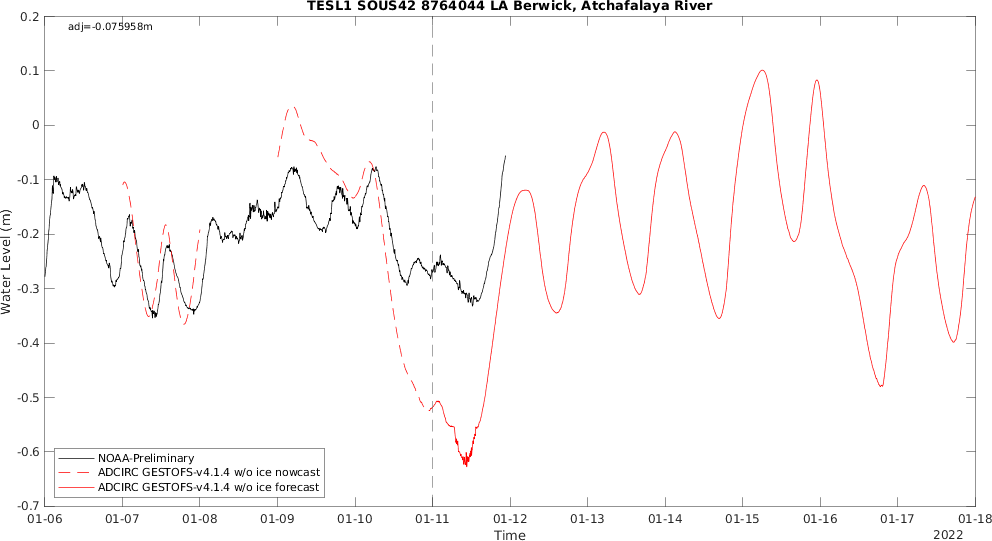 TESL1 SOUS42 8764044 LA Berwick, Atchafalaya River
adj=-0.075958m
0.2
0.1
0
-0.1
-0.2
-0.3
-0.4
-0.5
-0.6
-0.7
Water Level (m)
NOAA-Preliminary
ADCIRC GESTOFS-v4.1.4 w/o ice nowcast
ADCIRC GESTOFS-v4.1.4 w/o ice forecast
01-06 01-07 01-08 01-09 01-10 01-11 01-12 01-13 01-14 01-15 01-16 01-17 01-18
Time
2022